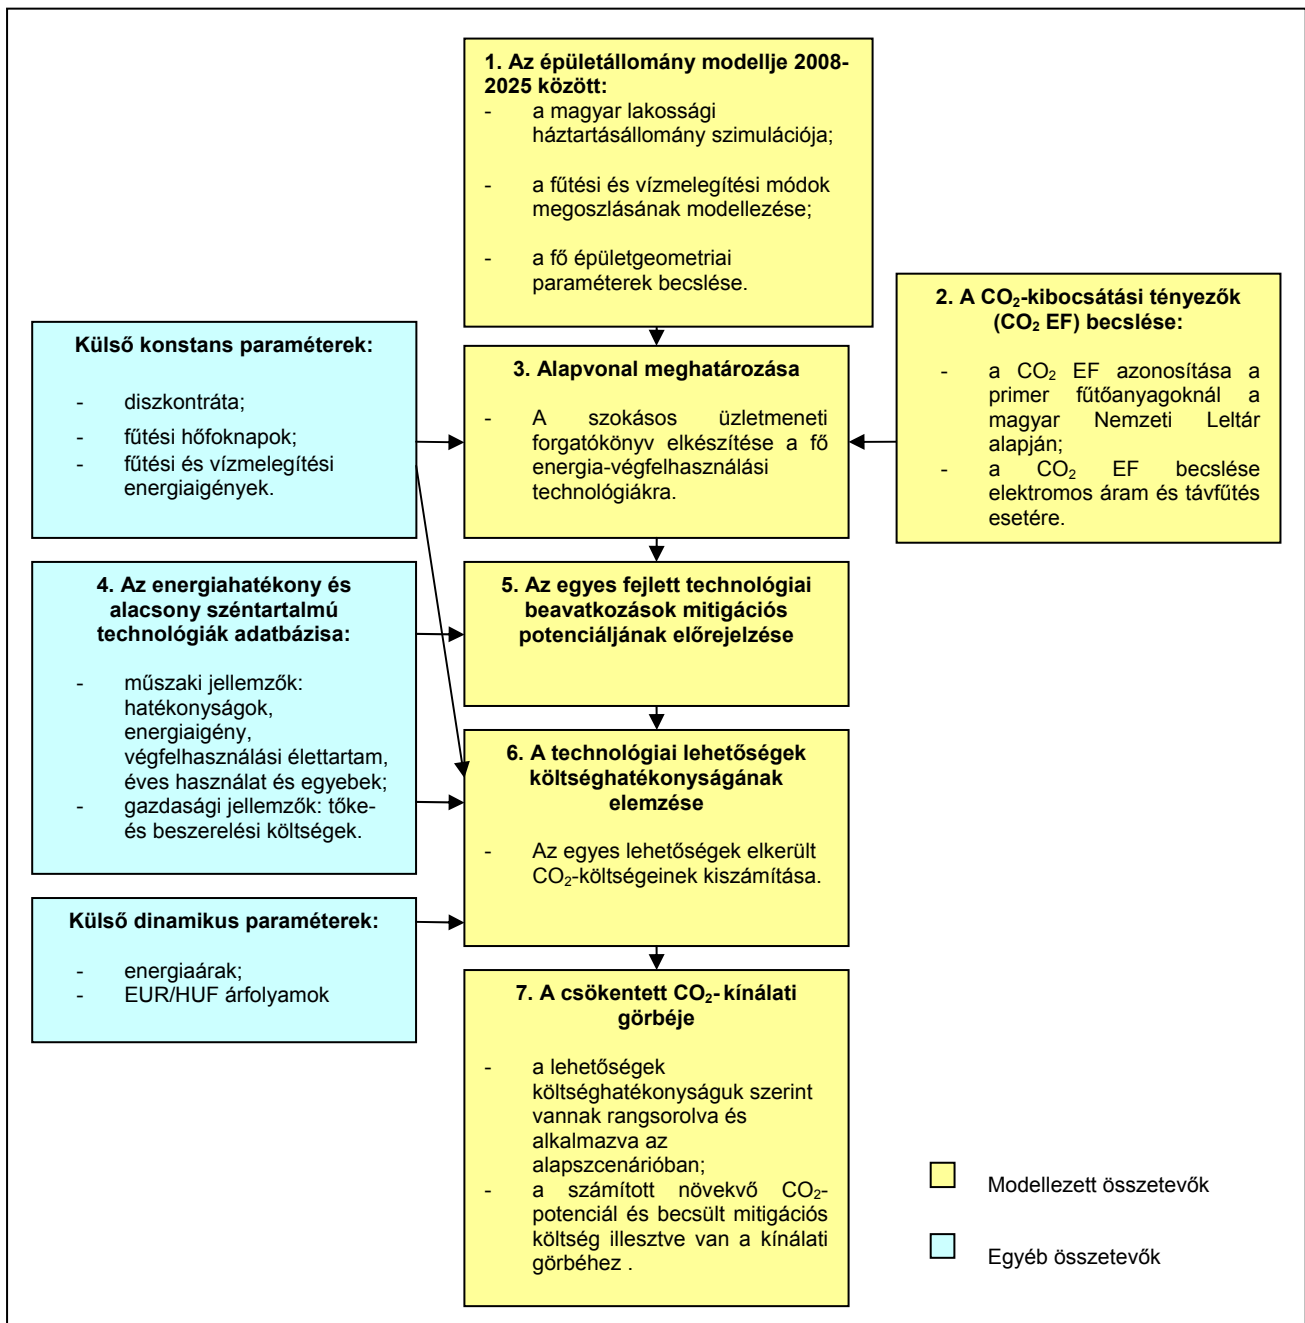 1. Az épületállomány modellje 2008-
2025 között:
- a magyar lakossági
háztartásállomány szimulációja;
- a fűtési és vízmelegítési módok
megoszlásának modellezése;
- a fő épületgeometriai
paraméterek becslése.
2. A CO₂-kibocsátási tényezők
(CO₂ EF) becslése:
- a CO₂ EF azonosítása a
primer fűtőanyagoknál a
magyar Nemzeti Leltár
alapján;
- a CO₂ EF becslése
elektromos áram és távfűtés
esetére.
Külső konstans paraméterek:
- diszkontráta;
- fűtési hőfoknapok;
- fűtési és vízmelegítési
energiaigények.
3. Alapvonal meghatározása
- A szokásos üzletmeneti
forgatókönyv elkészítése a fő
energia-végfelhasználási
technológiákra.
4. Az energiahatékony és
alacsony széntartalmú
technológiák adatbázisa:
- műszaki jellemzők:
hatékonyságok,
energiaigény,
végfelhasználási élettartam,
éves használat és egyebek;
- gazdasági jellemzők: tőke-
és beszerelési költségek.
5. Az egyes fejlett technológiai
beavatkozások mitigációs
potenciáljának előrejelzése
6. A technológiai lehetőségek
költséghatékonyságának
elemzése
- Az egyes lehetőségek elkerült
CO₂-költségeinek kiszámítása.
Külső dinamikus paraméterek:
- energiaárak;
- EUR/HUF árfolyamok
7. A csökentett CO₂- kínálati
görbéje
- a lehetőségek
költséghatékonyságuk szerint
vannak rangsorolva és
alkalmazva az
alapszcenárióban;
- a számított növekvő CO₂-
potenciál és becsült mitigációs
költség illesztve van a kínálati
görbéhez .
Modellezett összetevők
Egyéb összetevők